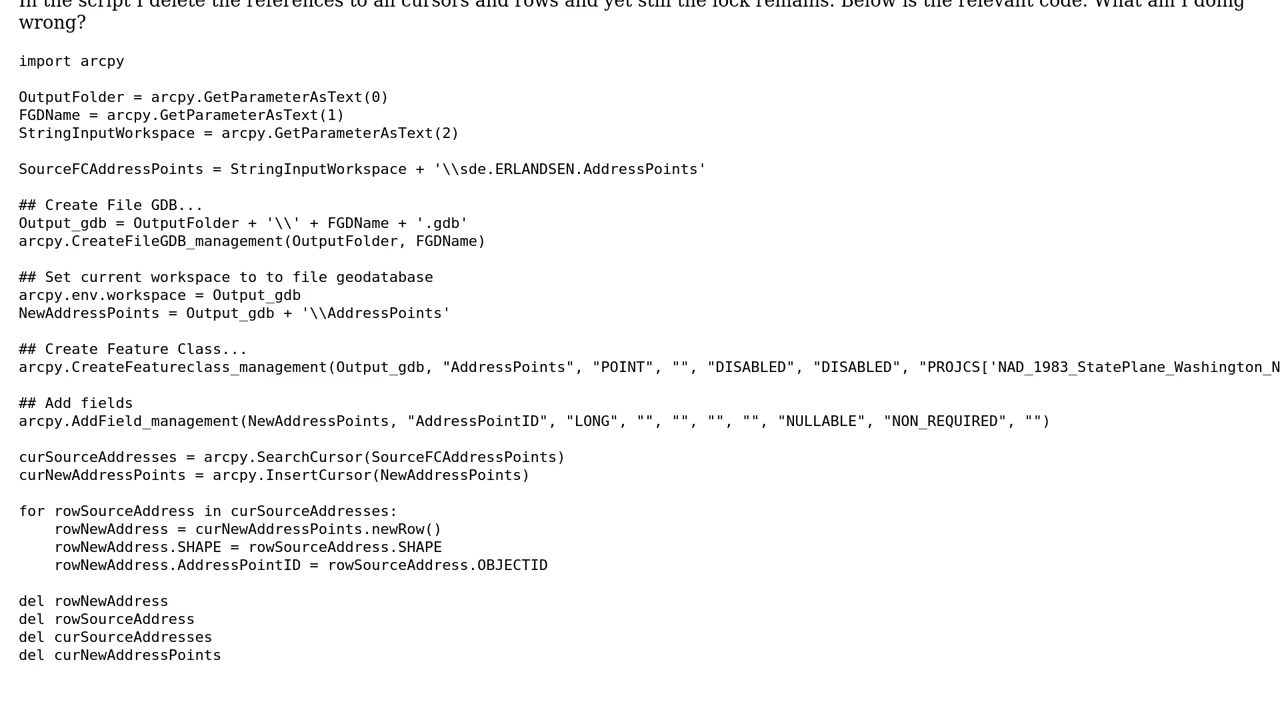 In the script I delete the references to all cursors and rows and yet still the lock remains. Below is the relevant code. What am I doing
wrong?
import arcpy
OutputFolder = arcpy.GetParameterAsText(0)
FGDName = arcpy.GetParameterAsText(1)
StringInputWorkspace = arcpy.GetParameterAsText(2)
SourceFCAddressPoints = StringInputWorkspace + '\\sde.ERLANDSEN.AddressPoints'
## Create File GDB...
Output_gdb = OutputFolder + '\\' + FGDName + '.gdb'
arcpy.CreateFileGDB_management(OutputFolder, FGDName)
## Set current workspace to to file geodatabase
arcpy.env.workspace = Output_gdb
NewAddressPoints = Output_gdb + '\\AddressPoints'
## Create Feature Class...
arcpy.CreateFeatureclass_management(Output_gdb, "AddressPoints", "POINT", "", "DISABLED", "DISABLED", "PROJCS['NAD_1983_StatePlane_Washington_N
## Add fields
arcpy.AddField_management(NewAddressPoints, "AddressPointID", "LONG", "", "", "", "", "NULLABLE", "NON_REQUIRED", "")
curSourceAddresses = arcpy.SearchCursor(SourceFCAddressPoints)
curNewAddressPoints = arcpy.InsertCursor(NewAddressPoints)
for rowSourceAddress in curSourceAddresses:
    rowNewAddress = curNewAddressPoints.newRow()
    rowNewAddress.SHAPE = rowSourceAddress.SHAPE
    rowNewAddress.AddressPointID = rowSourceAddress.OBJECTID
del rowNewAddress
del rowSourceAddress
del curSourceAddresses
del curNewAddressPoints